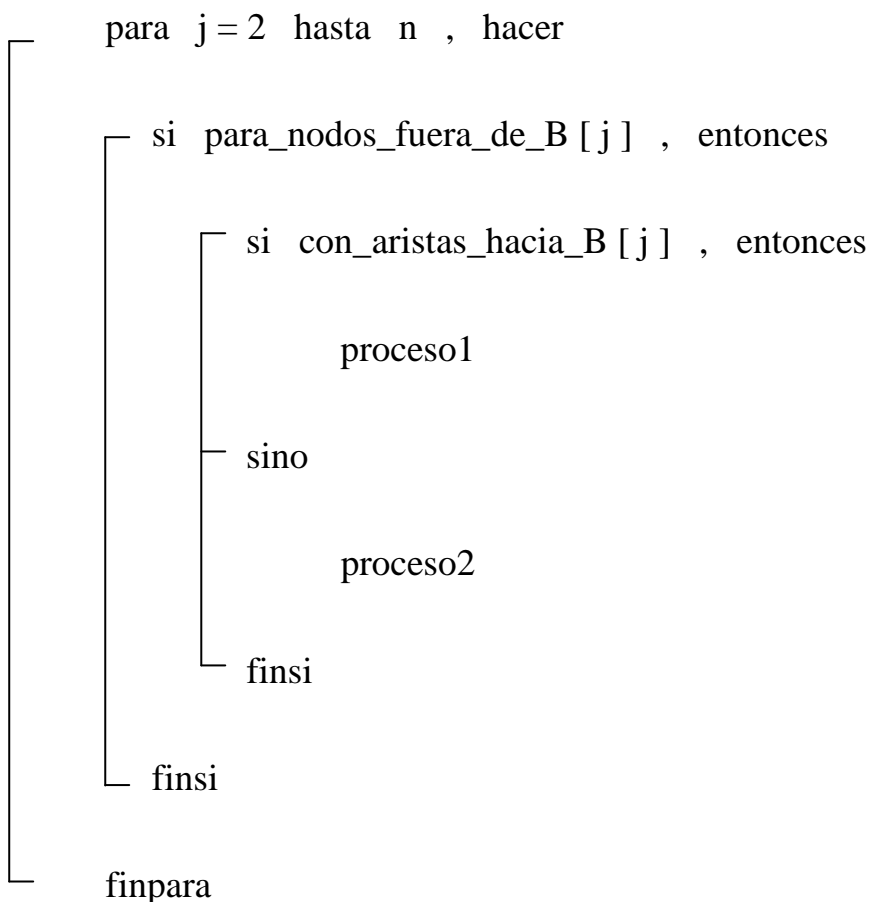 para j = 2 hasta n , hacer
si para_nodos_fuera_de_B [ j ] , entonces
si con_aristas_hacia_B [ j ] , entonces
proceso1
sino
proceso2
finsi
finsi
finpara